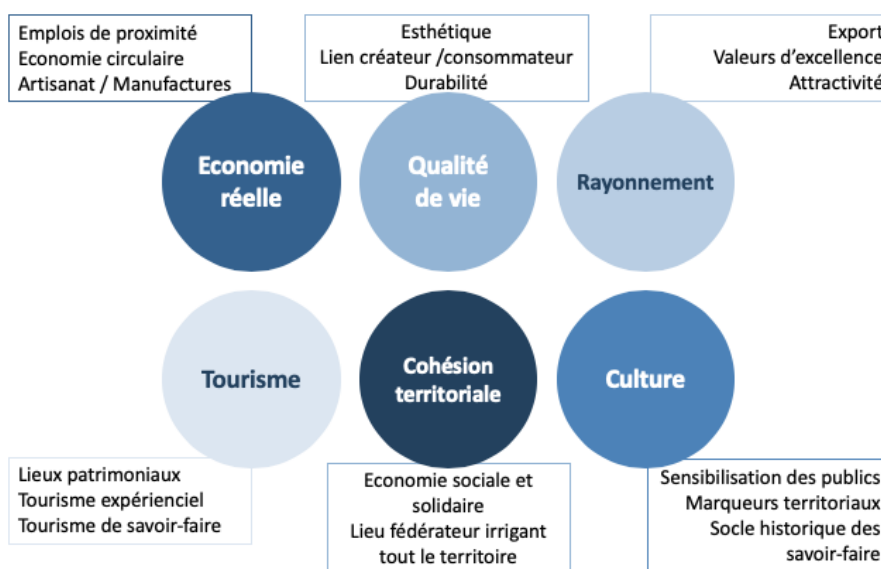 Emplois de proximité
Economie circulaire
Artisanat / Manufactures
Esthétique
Lien créateur /consommateur
Durabilité
Export
Valeurs d’excellence
Attractivité
Economie
réelle
Qualité
de vie
Rayonnement
Tourisme
Cohésion
territoriale
Culture
Lieux patrimoniaux
Tourisme expérienciel
Tourisme de savoir-faire
Economie sociale et
solidaire
Lieu fédérateur irrigant
tout le territoire
Sensibilisation des publics
Marqueurs territoriaux
Socle historique des
savoir-faire